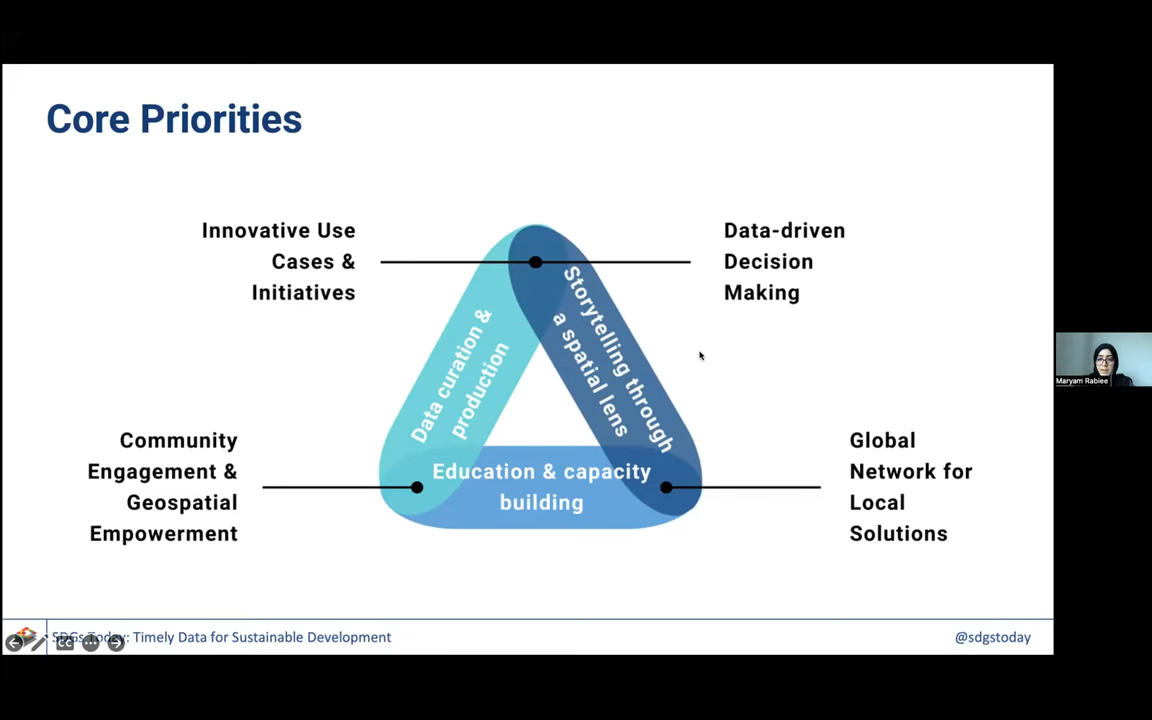 Core Priorities
Innovative Use
Cases &
Initiatives
Data-driven
Decision
Making
Data curation &
production
Storytelling through
a spatial lens
Education & capacity
building
Community
Engagement &
Geospatial
Empowerment
Global
Network for
Local
Solutions
Maryam Rabiee
SDGs Today: Timely Data for Sustainable Development
@sdgstoday
CC